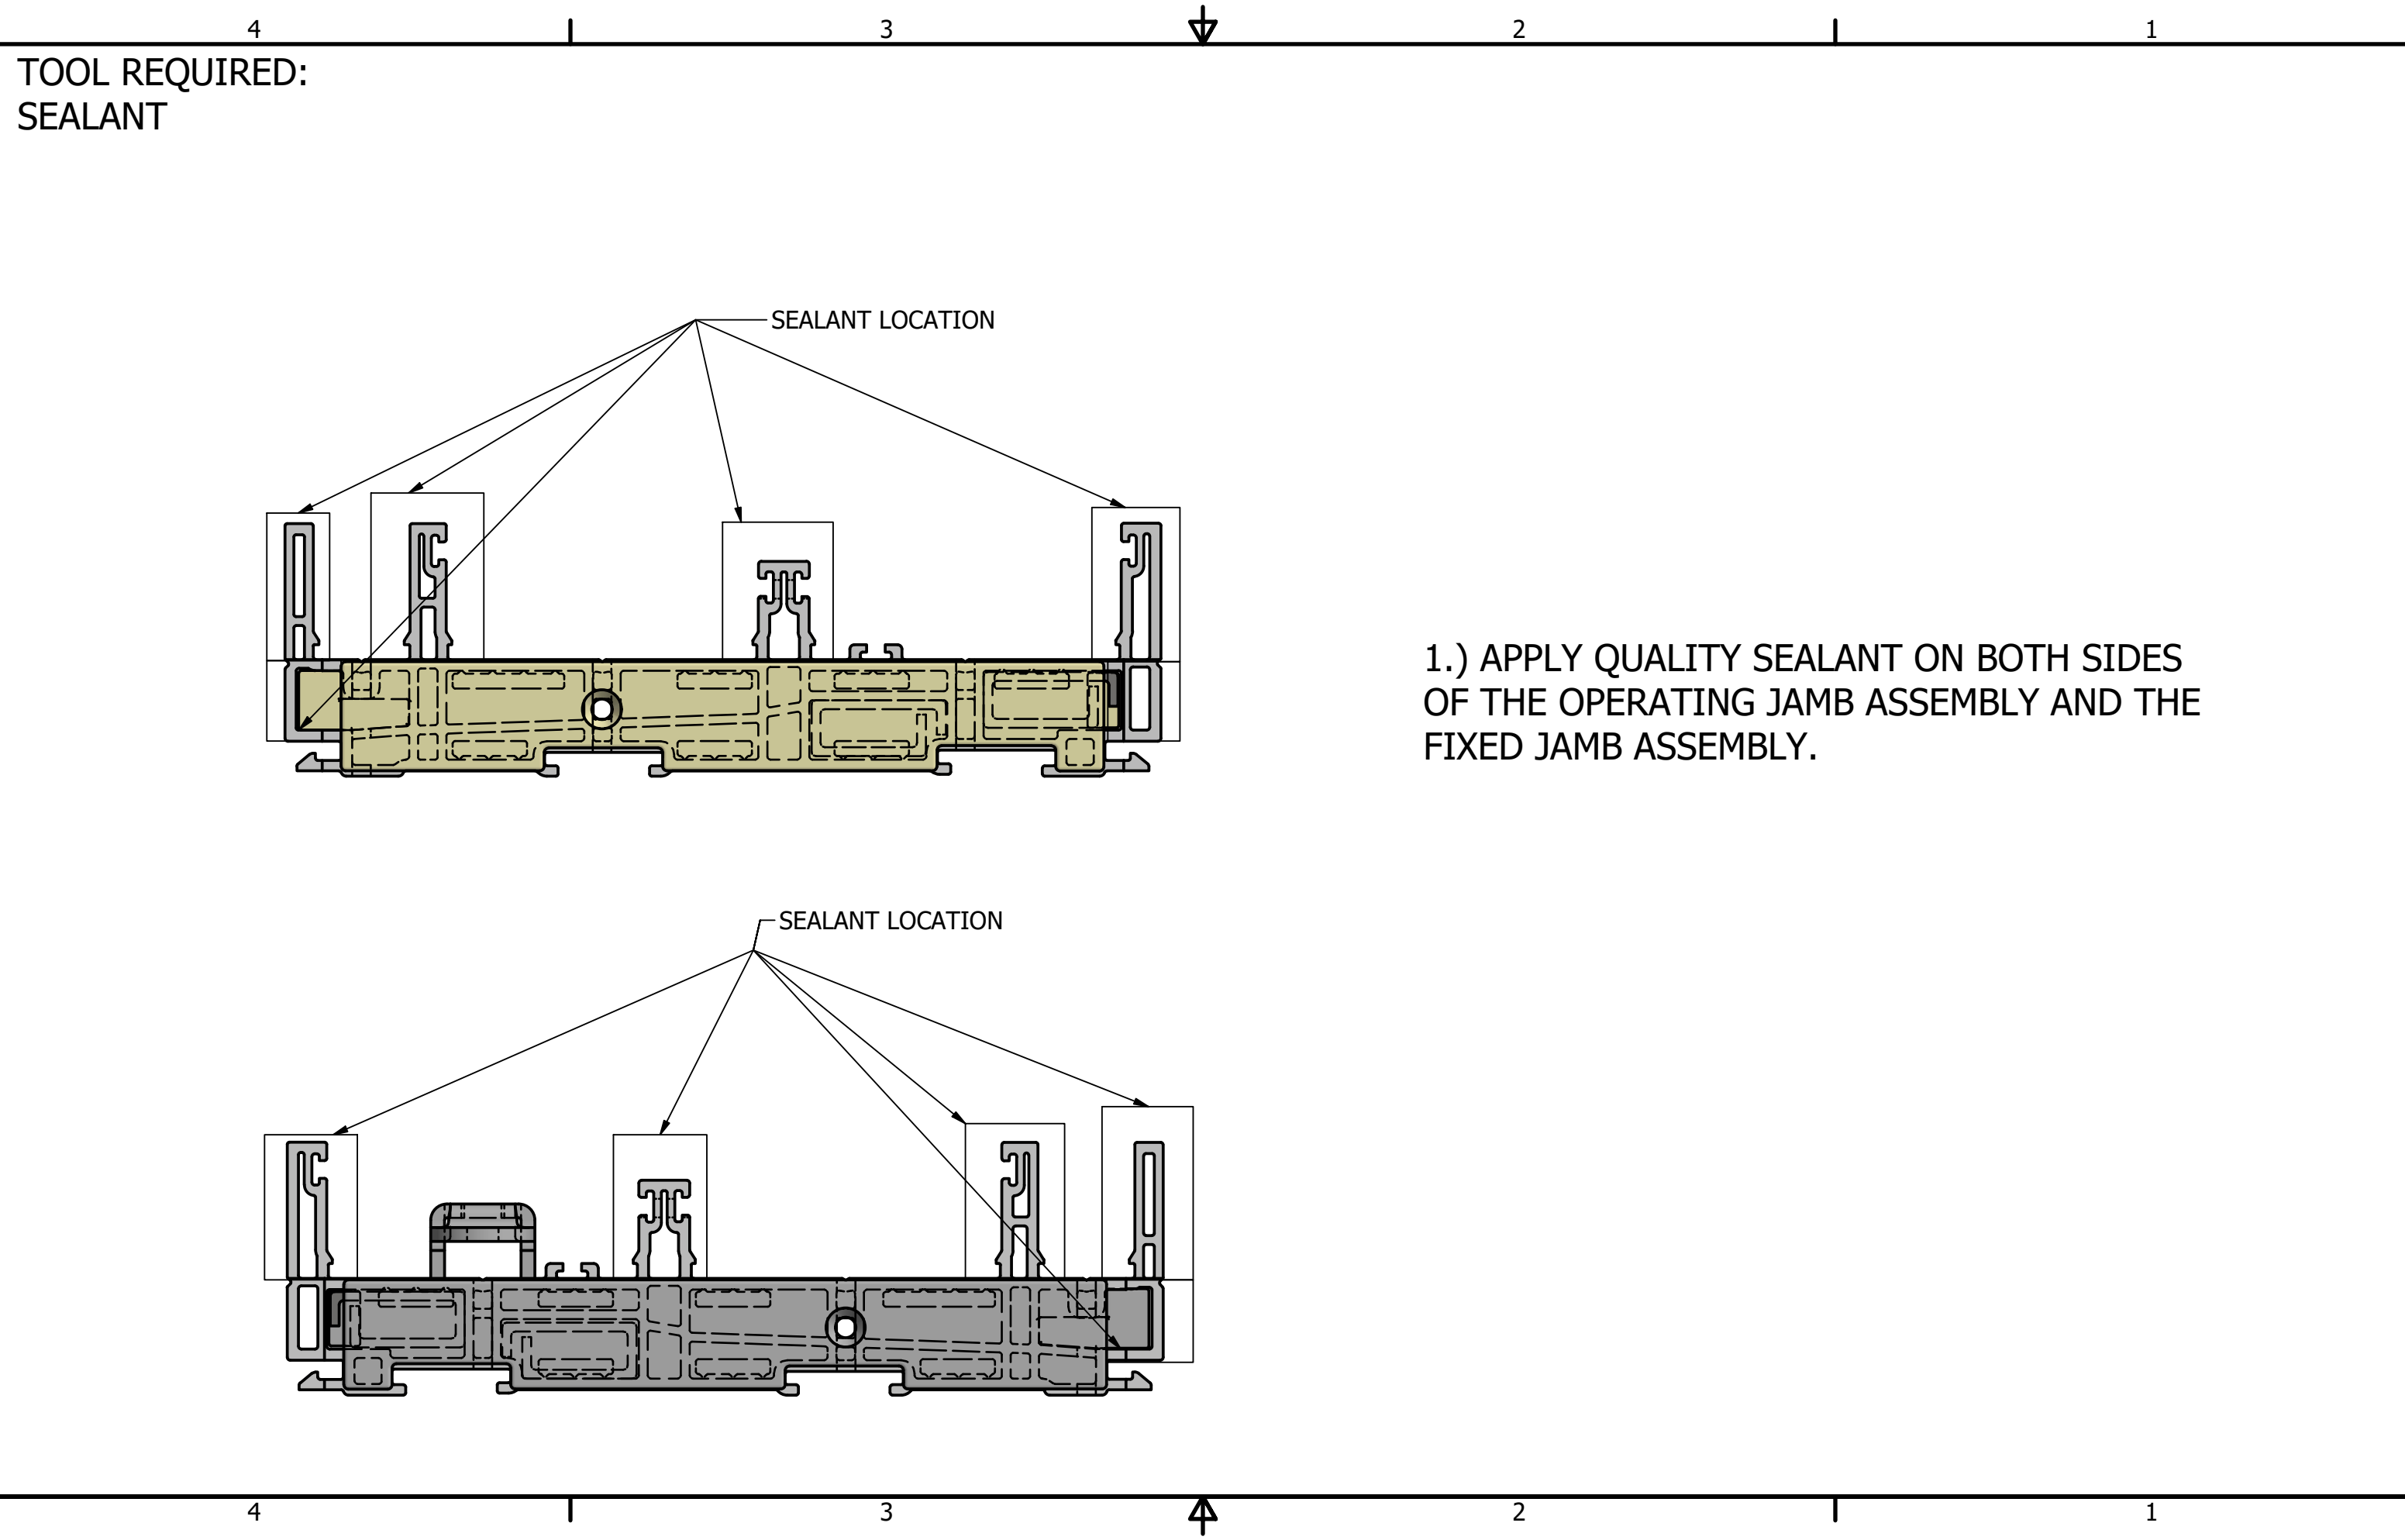 4 3 2 1
TOOL REQUIRED:
SEALANT
SEALANT LOCATION
1.) APPLY QUALITY SEALANT ON BOTH SIDES
OF THE OPERATING JAMB ASSEMBLY AND THE
FIXED JAMB ASSEMBLY.
SEALANT LOCATION
4 3 2 1